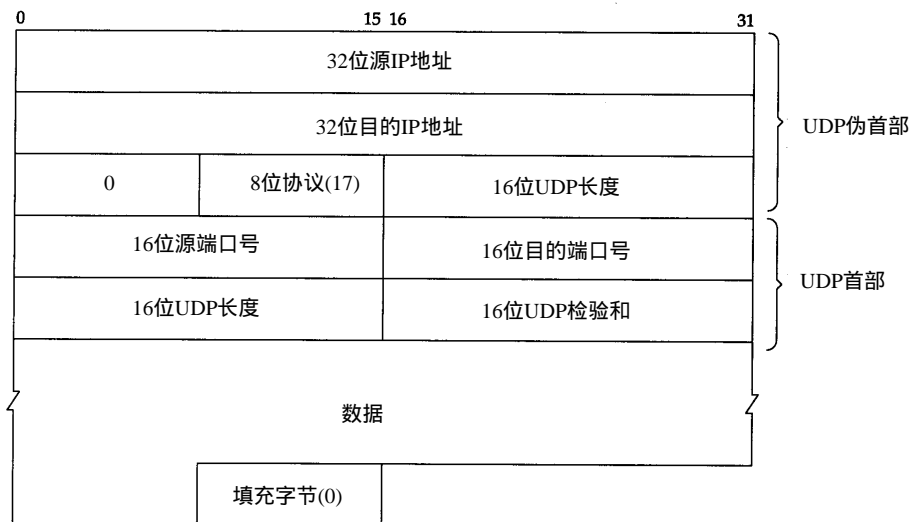 0 15 16 31
32位源IP地址
32位目的IP地址
UDP伪首部
0 8位协议(17) 16位UDP长度
16位源端口号 16位目的端口号
UDP首部
16位UDP长度 16位UDP检验和
数据
填充字节(0)